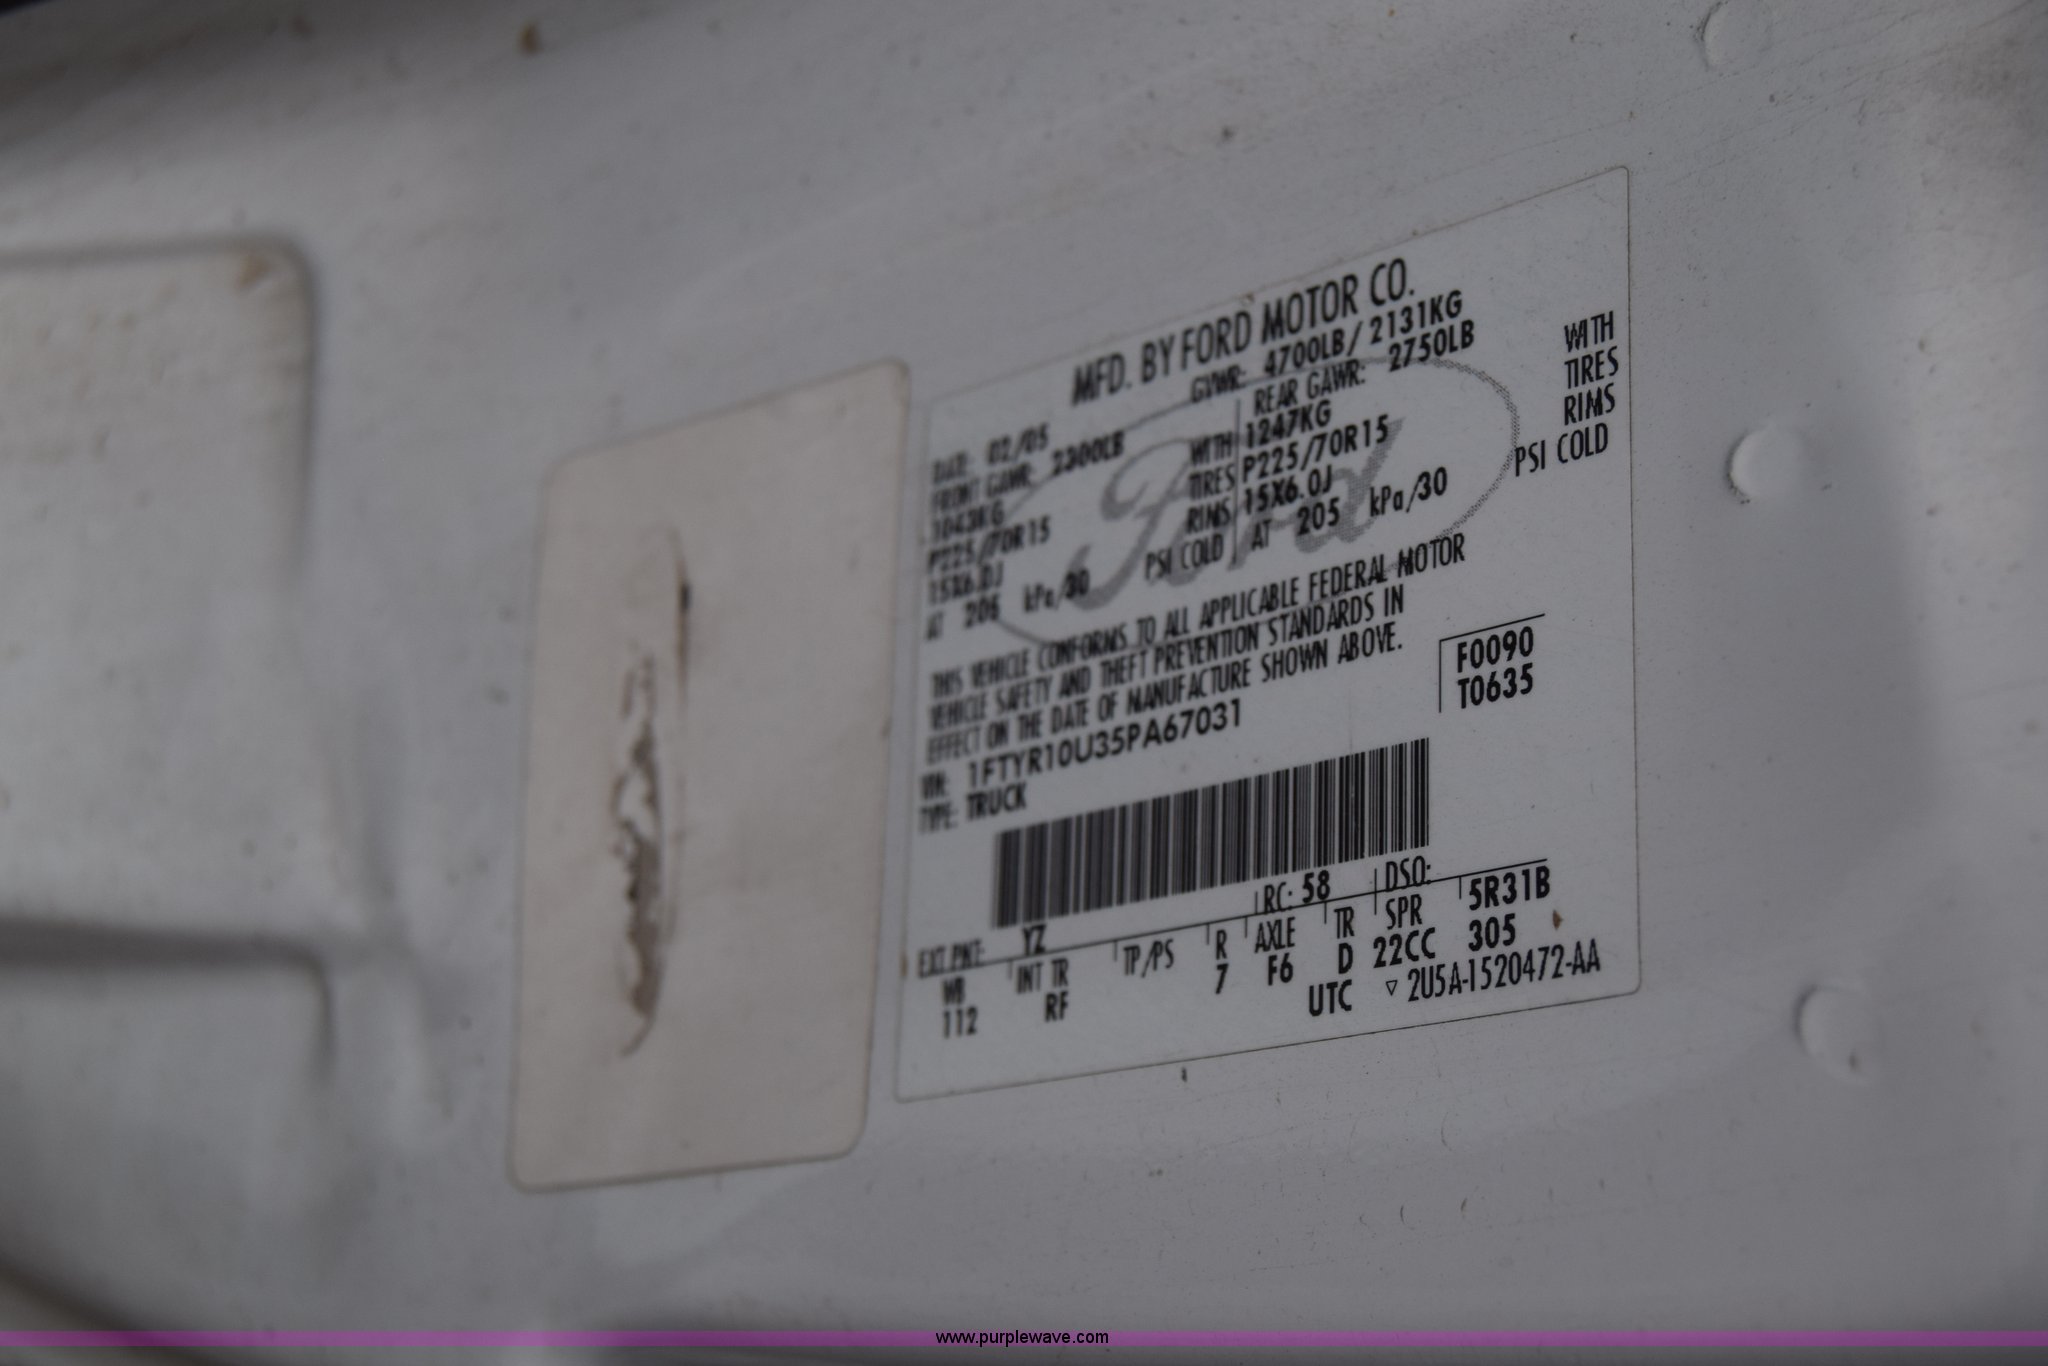 MFD. BY FORD MOTOR CO.
DATE: 02/05 GVWR: 4700LB/ 2131KG
FRONT GAWR: 2300LB REAR GAWR: 2750LB
1043KG WITH 1247KG WITH
P225/70R15 TIRES P225/70R15 TIRES
15X6.0J RIMS 15X6.0J RIMS
AT 205 kPa/30 PSI COLD AT 205 kPa/30 PSI COLD
THIS VEHICLE CONFORMS TO ALL APPLICABLE FEDERAL MOTOR
VEHICLE SAFETY AND THEFT PREVENTION STANDARDS IN
EFFECT ON THE DATE OF MANUFACTURE SHOWN ABOVE.
Ford
F0090
T0635
VIN: 1FTYR10U35PA67031
TYPE: TRUCK
EXT PNT: YZ RC: 58 DSO:
WB INT TR TP/PS R AXLE TR SPR 5R31B
112 RF 7 F6 D 22CC 305
UTC ▽ 2U5A-1520472-AA
www.purplewave.com